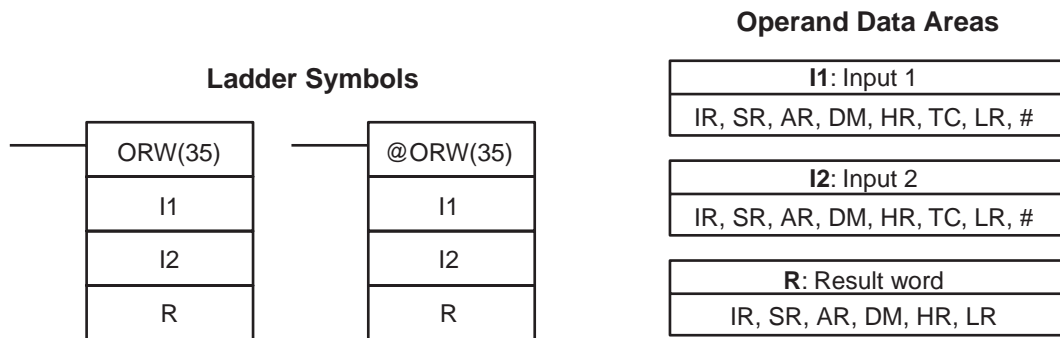 Ladder Symbols
ORW(35)
I1
I2
R
@ORW(35)
I1
I2
R
Operand Data Areas
I1: Input 1
IR, SR, AR, DM, HR, TC, LR, #
I2: Input 2
IR, SR, AR, DM, HR, TC, LR, #
R: Result word
IR, SR, AR, DM, HR, LR